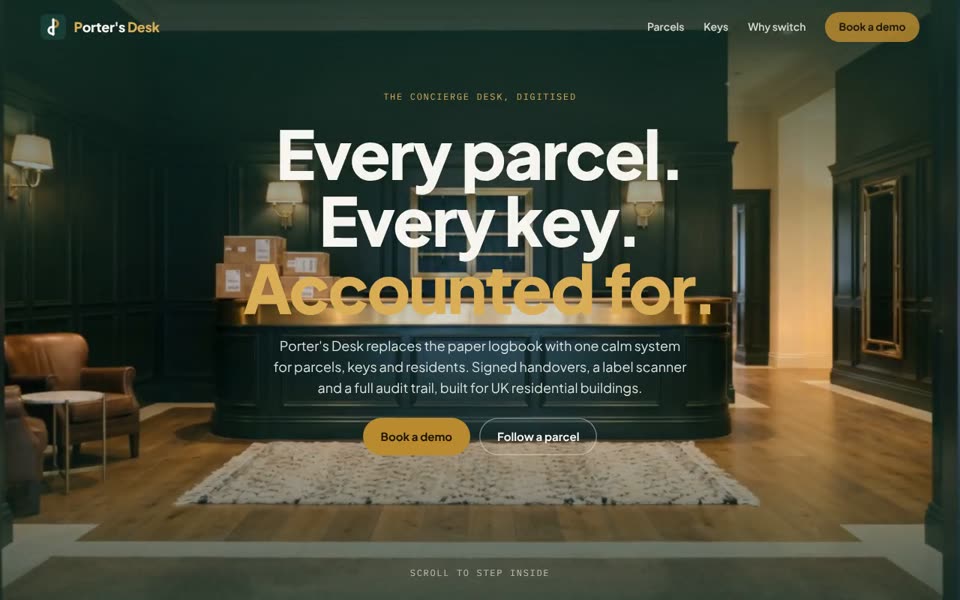 Porter's Desk
Parcels
Keys
Why switch
Book a demo
THE CONCIERGE DESK, DIGITISED
Every parcel.
Every key.
Accounted for.
Porter's Desk replaces the paper logbook with one calm system
for parcels, keys and residents. Signed handovers, a label scanner
and a full audit trail, built for UK residential buildings.
Book a demo
Follow a parcel
SCROLL TO STEP INSIDE